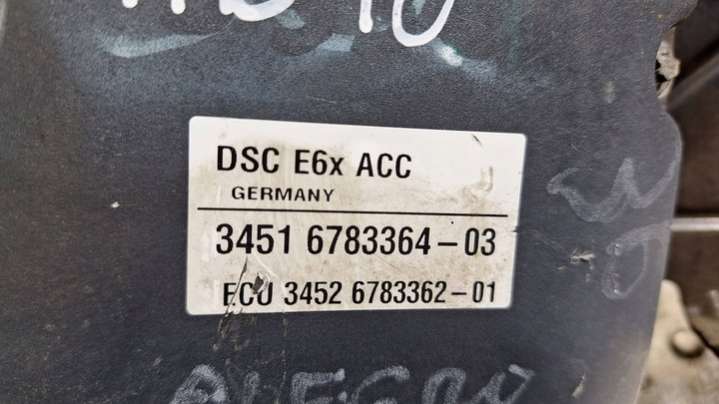 DSC E6x ACC
GERMANY
3451 6783364-03
ECU 3452 6783362-01